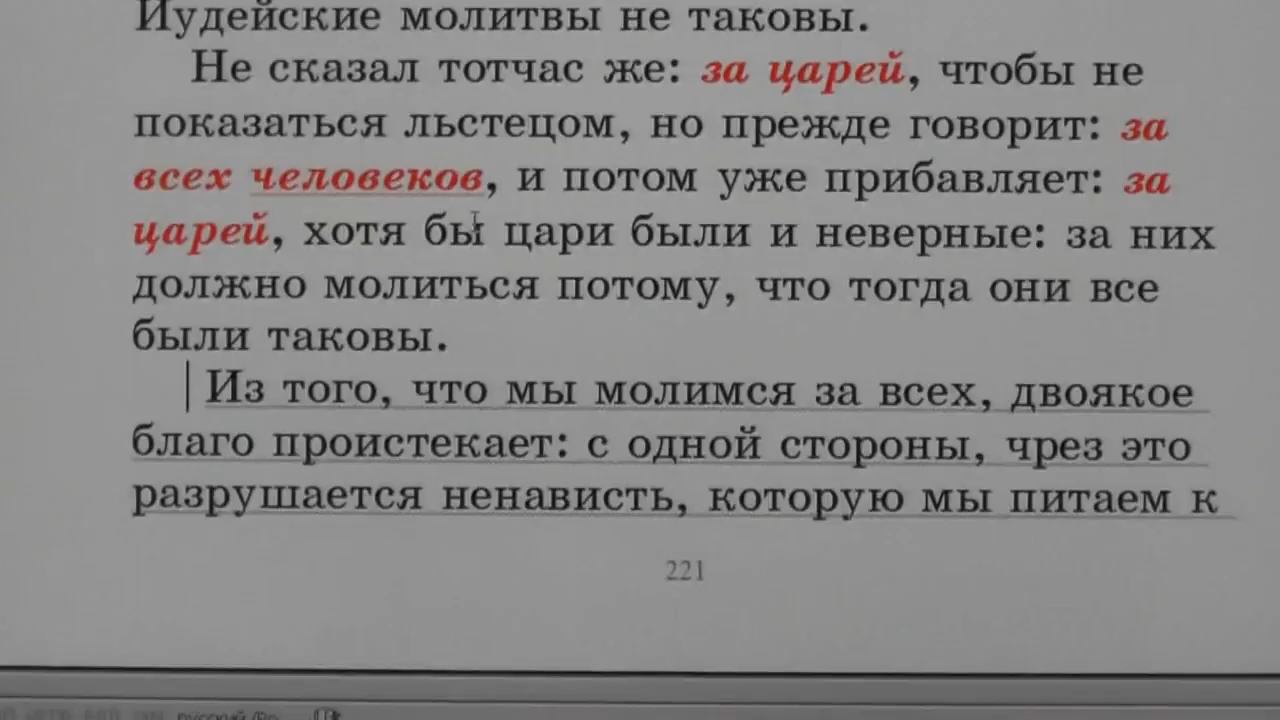 Иудейские молитвы не таковы.
Не сказал тотчас же: за царей, чтобы не
показаться льстецом, но прежде говорит: за
всех человеков, и потом уже прибавляет: за
царей, хотя бы цари были и неверные: за них
должно молиться потому, что тогда они все
были таковы.
Из того, что мы молимся за всех, двоякое
благо проистекает: с одной стороны, чрез это
разрушается ненависть, которую мы питаем к
221